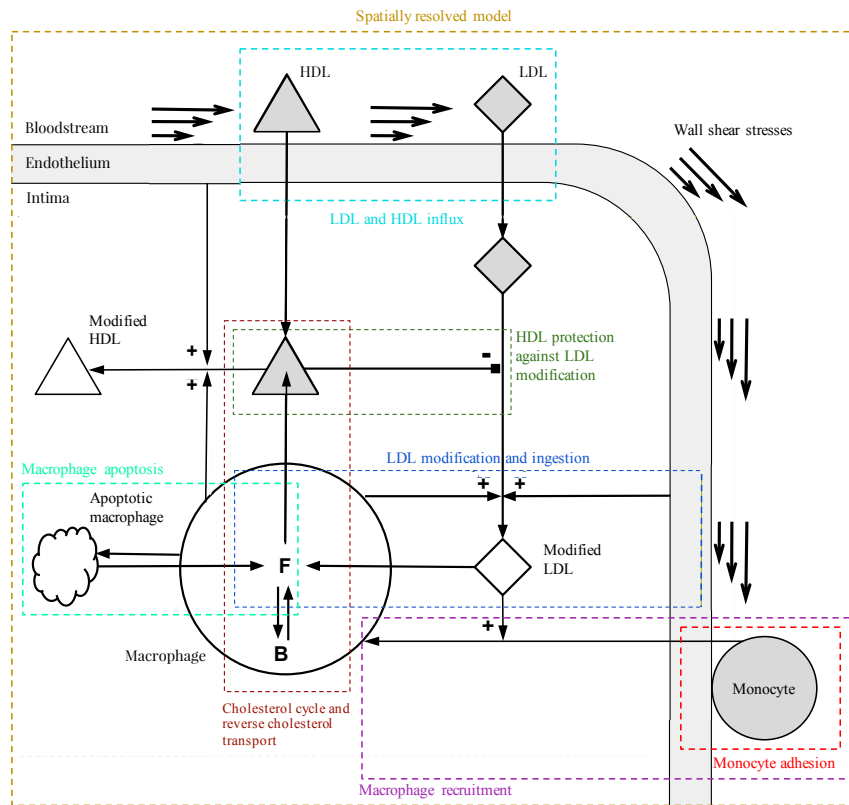 Spatially resolved model
HDL
LDL
Bloodstream
Wall shear stresses
Endothelium
Intima
LDL and HDL influx
Modified
HDL
+
+
-
HDL protection
against LDL
modification
Macrophage apoptosis
LDL modification and ingestion
+ +
Apoptotic
macrophage
F
Modified
LDL
+
B
Macrophage
Monocyte
Cholesterol cycle and
reverse cholesterol
transport
Monocyte adhesion
Macrophage recruitment